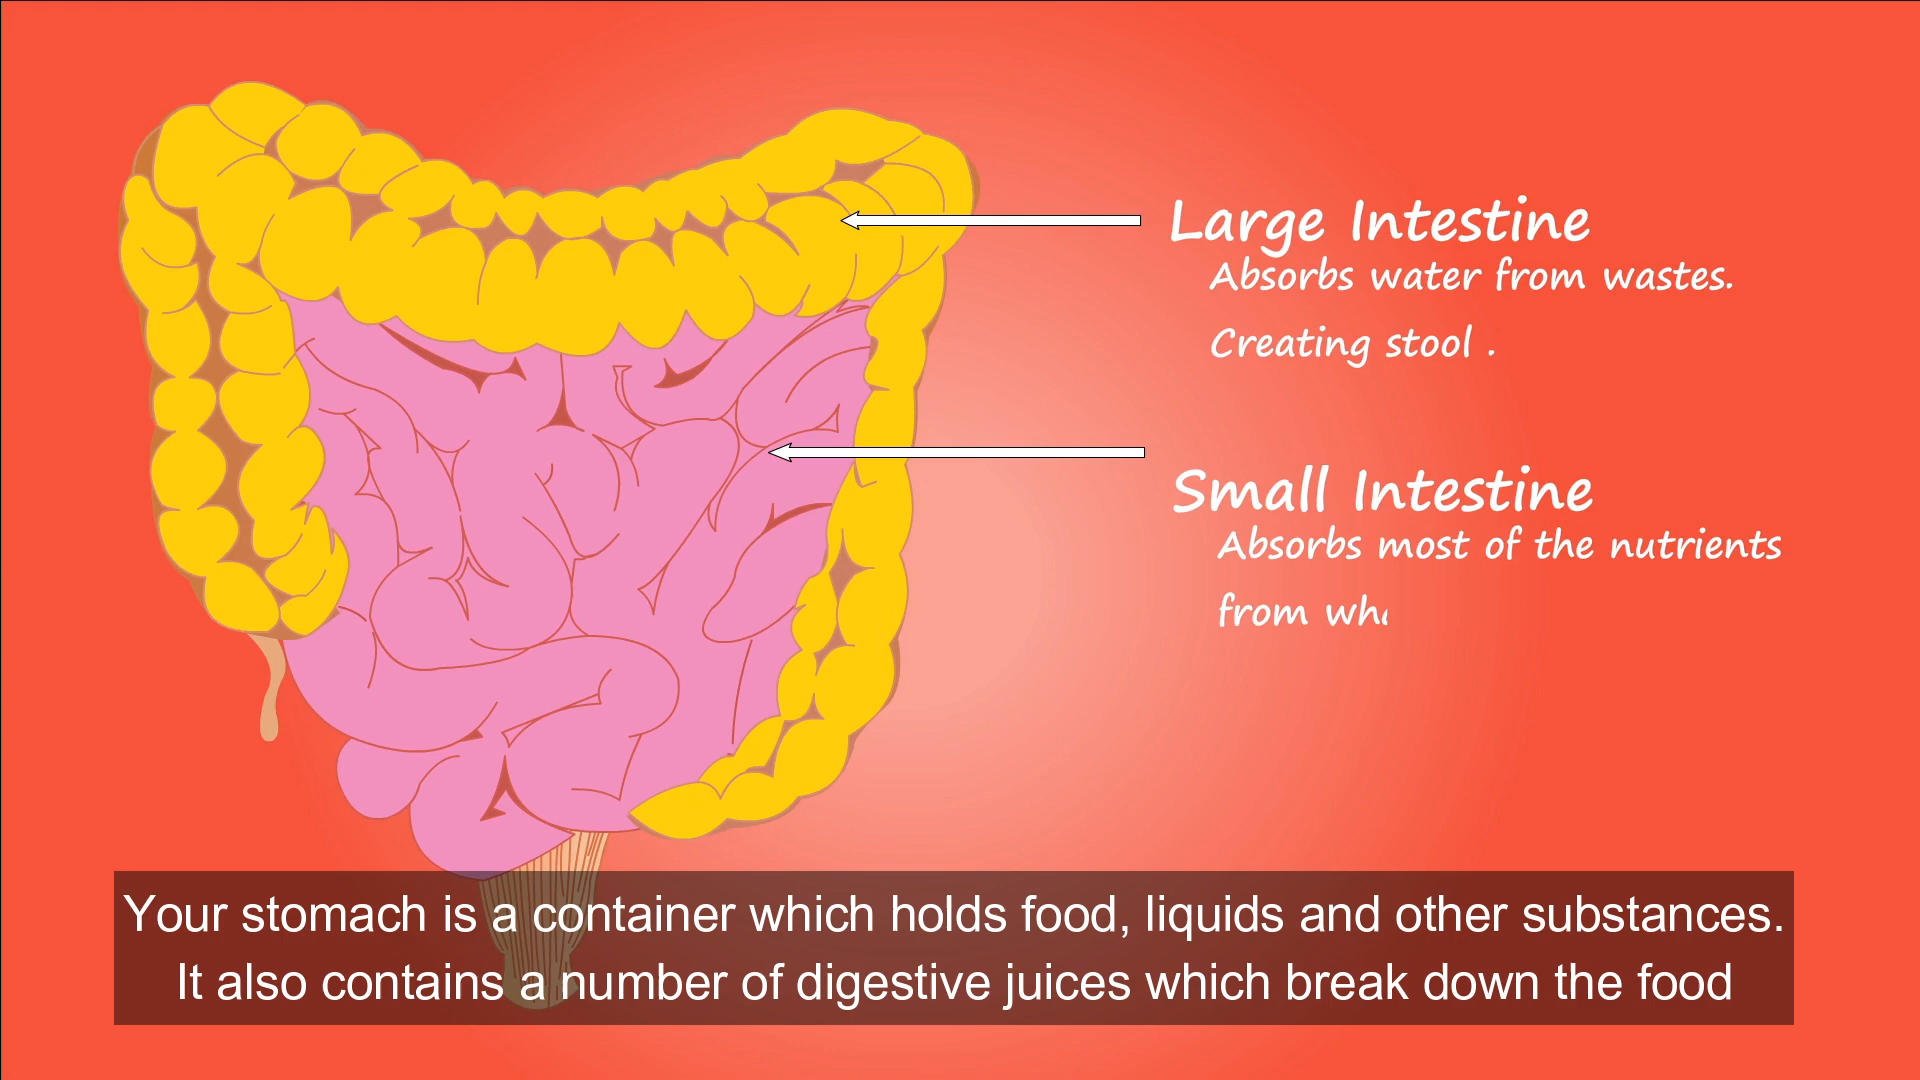 Large Intestine
Absorbs water from wastes.
Creating stool .
Small Intestine
Absorbs most of the nutrients
from
Your stomach is a container which holds food, liquids and other substances.
It also contains a number of digestive juices which break down the food